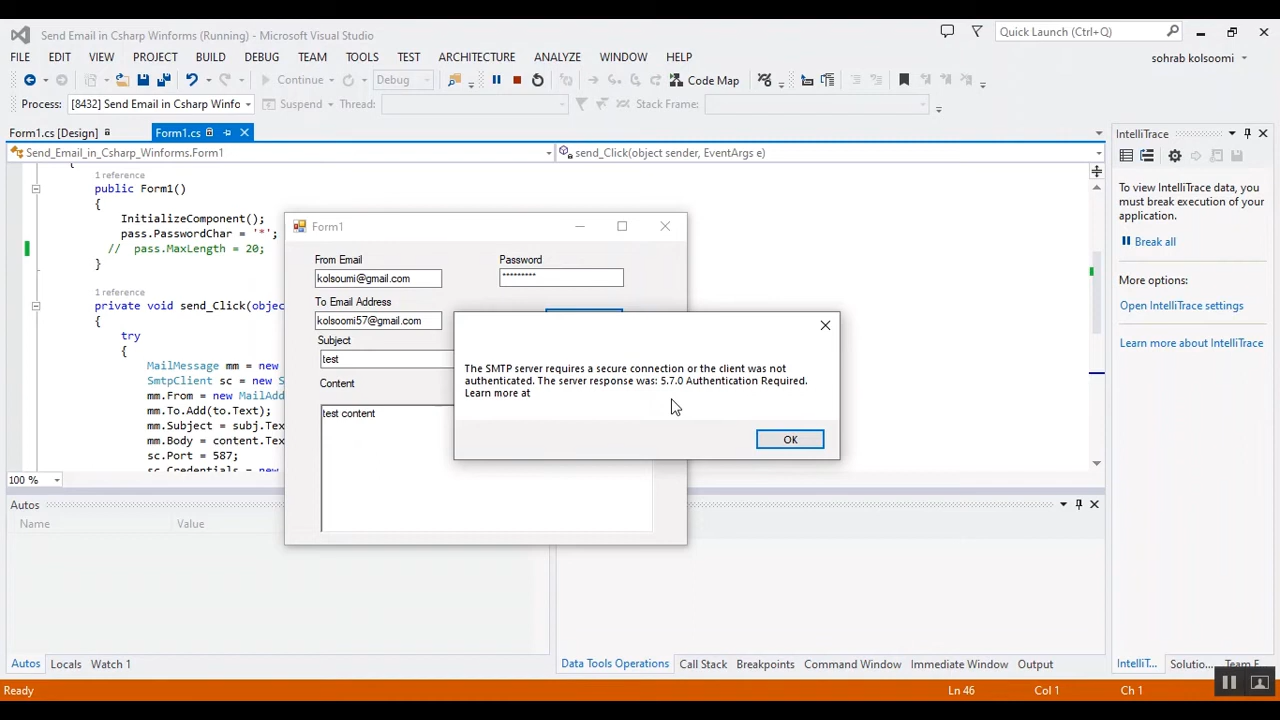 Send Email in Csharp Winforms (Running) - Microsoft Visual Studio
Quick Launch (Ctrl+Q)
FILE EDIT VIEW PROJECT BUILD DEBUG TEAM TOOLS TEST ARCHITECTURE ANALYZE WINDOW HELP
sohrab kolsoomi
Continue Debug Code Map
Process: [8432] Send Email in Csharp Winfo Suspend Thread: Stack Frame:
Form1.cs [Design] Form1.cs
Send_Email_in_Csharp_Winforms.Form1
send_Click(object sender, EventArgs e)
{
1 reference
public Form1()
{
InitializeComponent();
pass.PasswordChar = '*';
// pass.MaxLength = 20;
}
1 reference
private void send_Click(objec
{
try
{
MailMessage mm = new
SmtpClient sc = new S
mm.From = new MailAdd
mm.To.Add(to.Text);
mm.Subject = subj.Tex
mm.Body = content.Tex
sc.Port = 587;
sc.Credentials = new
100 %
Form1
From Email
kolsoumi@gmail.com
Password
*********
To Email Address
kolsoomi57@gmail.com
Subject
test
Content
test content
The SMTP server requires a secure connection or the client was not
authenticated. The server response was: 5.7.0 Authentication Required.
Learn more at
OK
IntelliTrace
To view IntelliTrace data, you
must break execution of your
application.
Break all
More options:
Open IntelliTrace settings
Learn more about IntelliTrace
Autos
Name Value
Autos Locals Watch 1
Data Tools Operations Call Stack Breakpoints Command Window Immediate Window Output
IntelliT... Solutio... Team E
Ready
Ln 46 Col 1 Ch 1